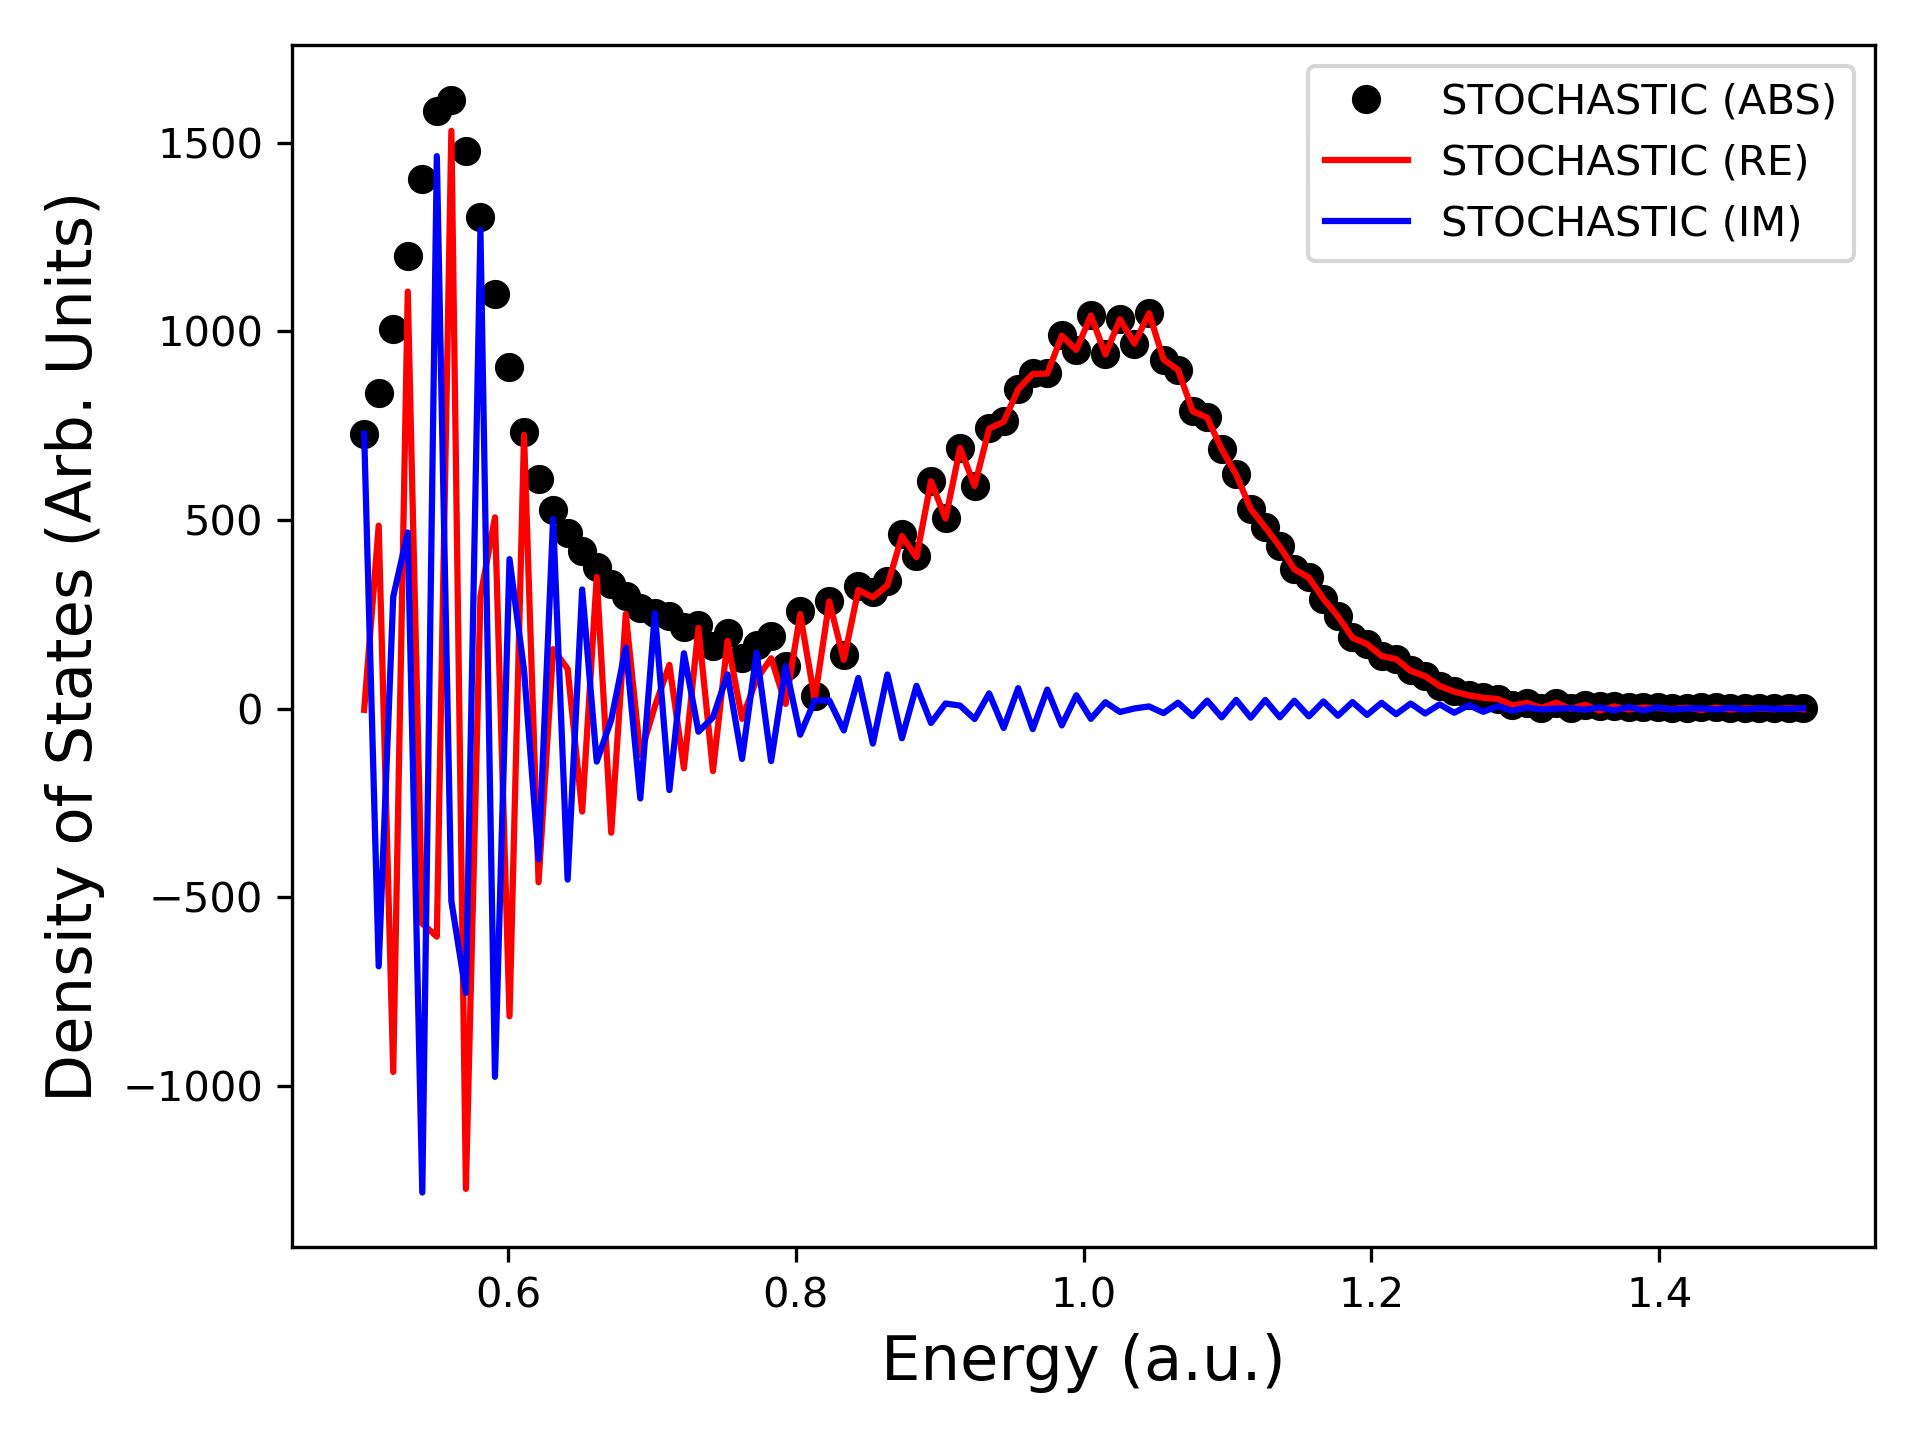 STOCHASTIC (ABS)
STOCHASTIC (RE)
STOCHASTIC (IM)
Density of States (Arb. Units)
1500
1000
500
0
−500
−1000
0.6 0.8 1.0 1.2 1.4
Energy (a.u.)